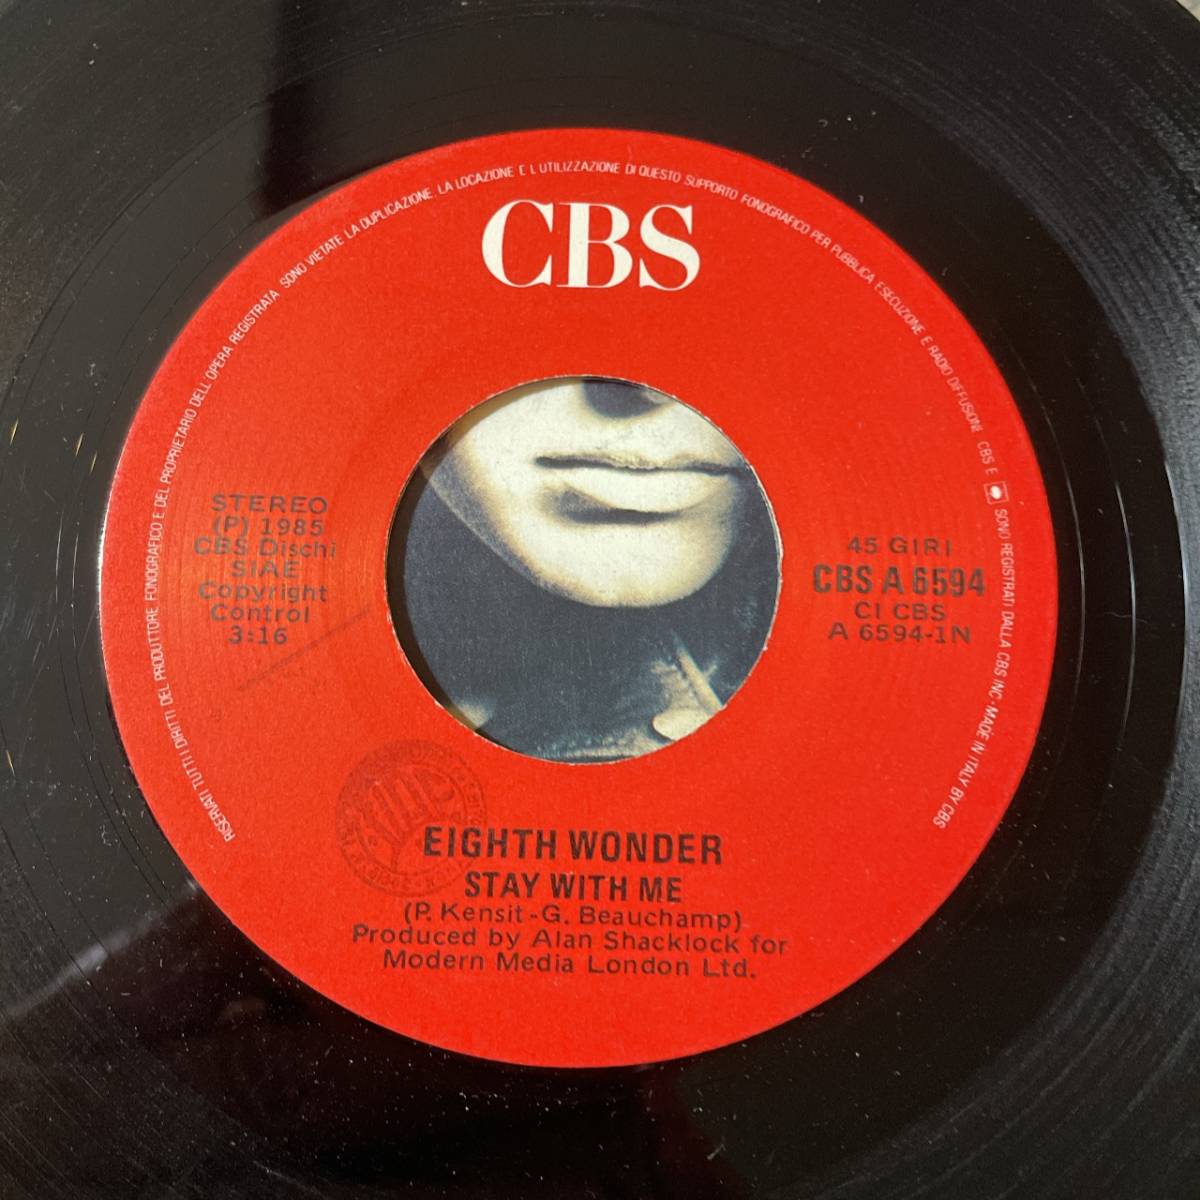 RISERVATI TUTTI I DIRITTI DEL PRODUTTORE FONOGRAFICO E DEL PROPRIETARIO DELL'OPERA REGISTRATA SONO VIETATE LA DUPLICAZIONE. LA LOCAZIONE E L UTILIZZAZIONE DI QUESTO SUPPORTO FONOGRAFICO PER PUBBLICA ESECUZIONE E RADIO DIFFUSIONI. CBS E SONO REGISTRATI DALLA CBS INC · MADE IN ITALY BY CBS
CBS
STEREO
(P) 1985
CBS Dischi
SIAE
Copyright
Control
3:16
45 GIRI
CBS A 6594
CI CBS
A 6594-1N
EIGHTH WONDER
STAY WITH ME
(P. Kensit - G. Beauchamp)
Produced by Alan Shacklock for
Modern Media London Ltd.